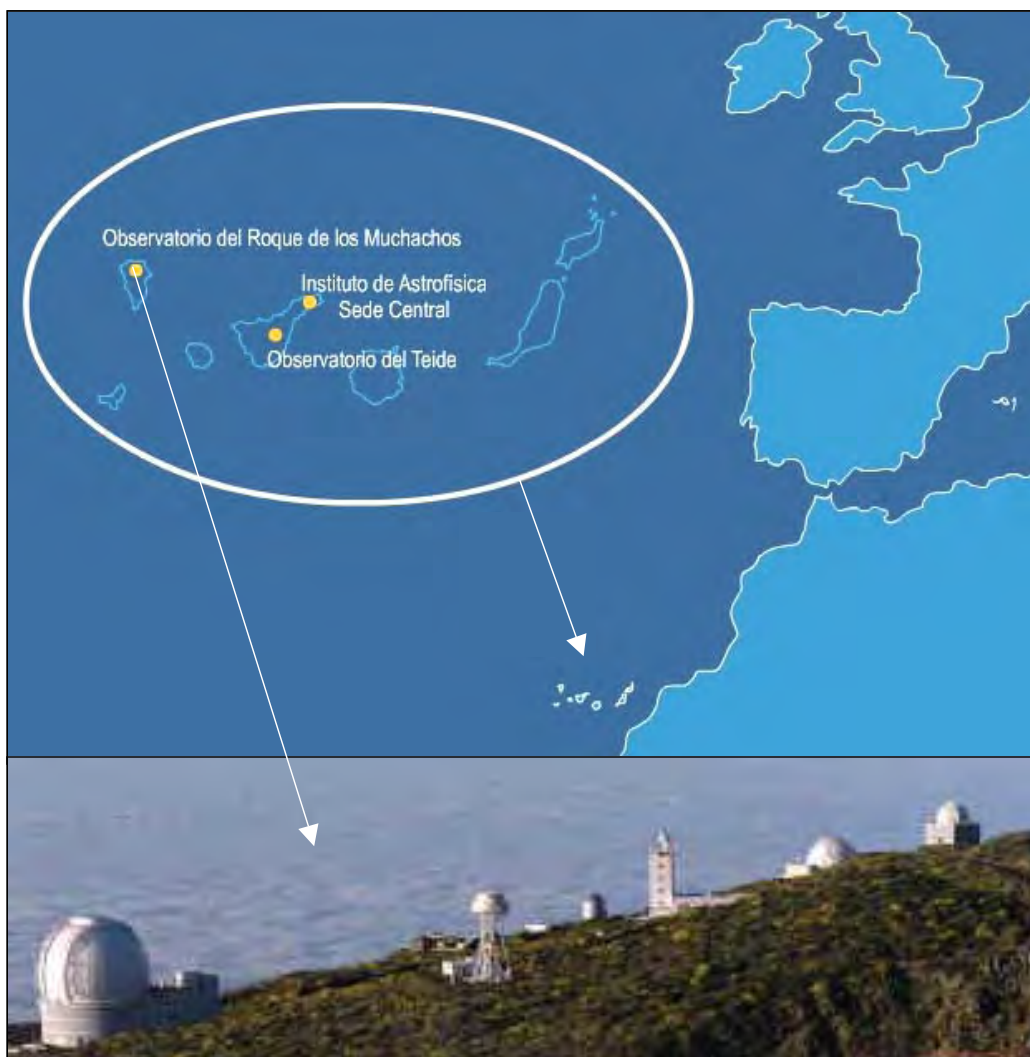 Observatorio del Roque de los Muchachos
Instituto de Astrofísica
Sede Central
Observatorio del Teide